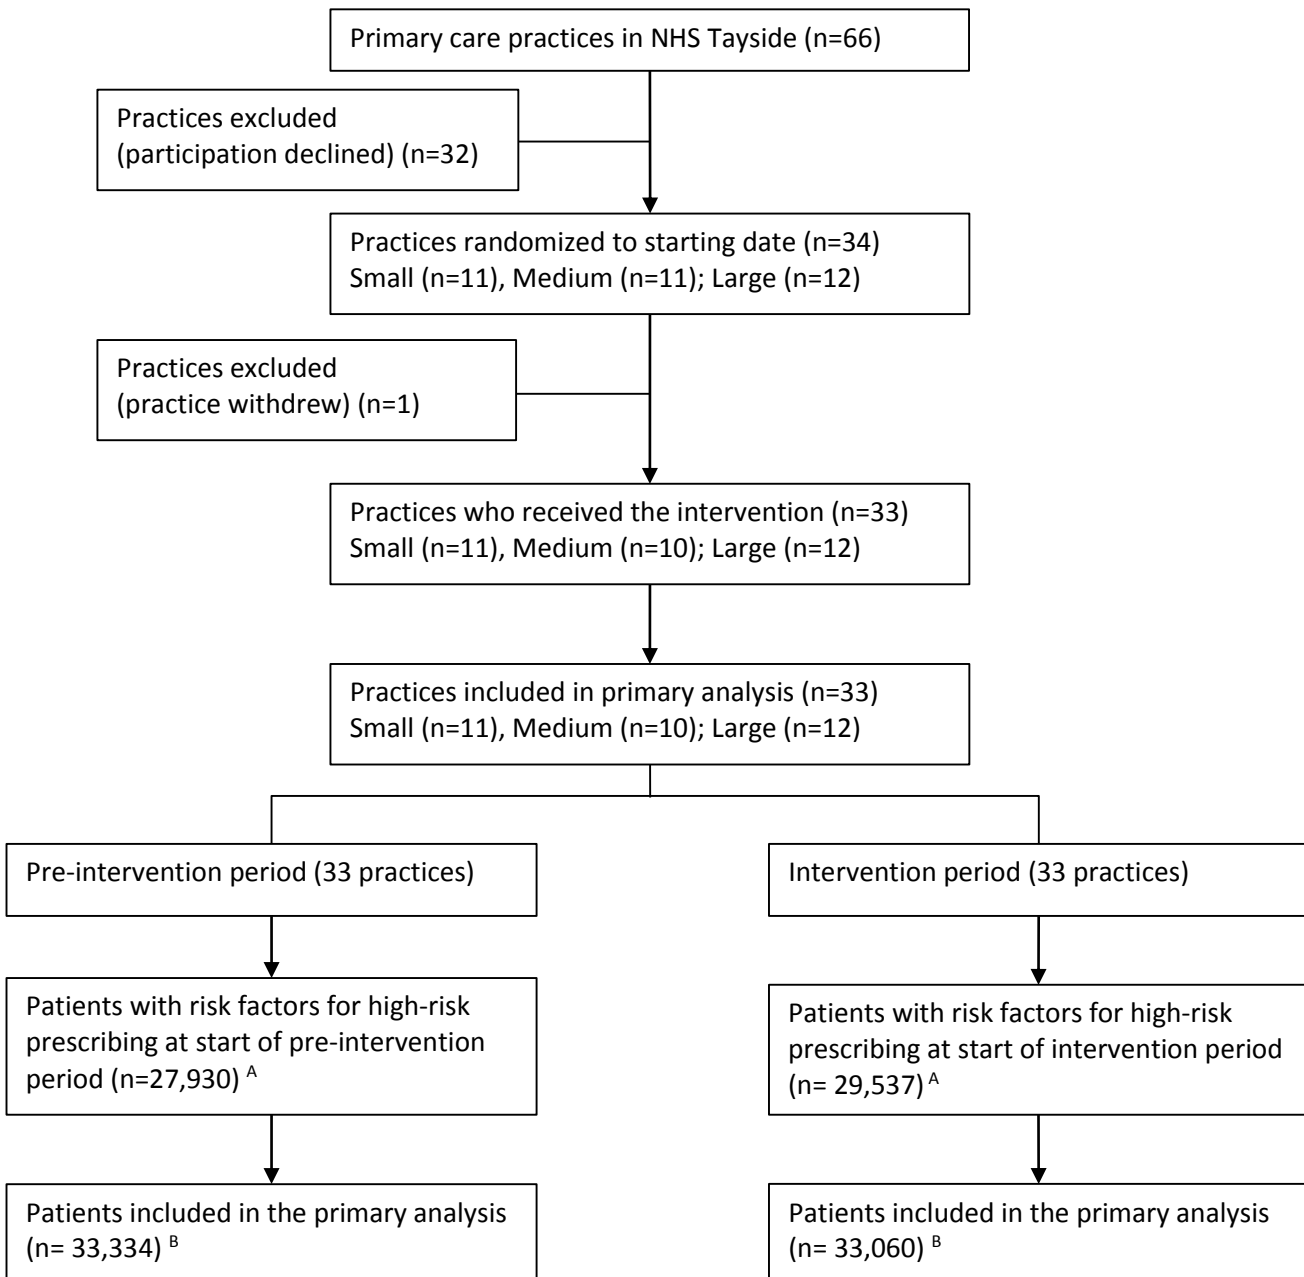 Primary care practices in NHS Tayside (n=66)
Practices excluded
(participation declined) (n=32)
Practices randomized to starting date (n=34)
Small (n=11), Medium (n=11); Large (n=12)
Practices excluded
(practice withdrew) (n=1)
Practices who received the intervention (n=33)
Small (n=11), Medium (n=10); Large (n=12)
Practices included in primary analysis (n=33)
Small (n=11), Medium (n=10); Large (n=12)
Pre-intervention period (33 practices)
Intervention period (33 practices)
Patients with risk factors for high-risk
prescribing at start of pre-intervention
period (n=27,930) A
Patients with risk factors for high-risk
prescribing at start of intervention period
(n= 29,537) A
Patients included in the primary analysis
(n= 33,334) B
Patients included in the primary analysis
(n= 33,060) B